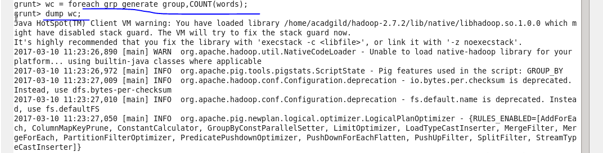 grunt> wc = foreach grp generate group,COUNT(words);
grunt> dump wc;
Java HotSpot(TM) Client VM warning: You have loaded library /home/acadgild/hadoop-2.7.2/lib/native/libhadoop.so.1.0.0 which m
ight have disabled stack guard. The VM will try to fix the stack guard now.
It's highly recommended that you fix the library with 'execstack -c <libfile>', or link it with '-z noexecstack'.
2017-03-10 11:23:26,890 [main] WARN  org.apache.hadoop.util.NativeCodeLoader - Unable to load native-hadoop library for your
platform... using builtin-java classes where applicable
2017-03-10 11:23:26,972 [main] INFO  org.apache.pig.tools.pigstats.ScriptState - Pig features used in the script: GROUP_BY
2017-03-10 11:23:27,009 [main] INFO  org.apache.hadoop.conf.Configuration.deprecation - io.bytes.per.checksum is deprecated.
Instead, use dfs.bytes-per-checksum
2017-03-10 11:23:27,010 [main] INFO  org.apache.hadoop.conf.Configuration.deprecation - fs.default.name is deprecated. Instea
d, use fs.defaultFS
2017-03-10 11:23:27,050 [main] INFO  org.apache.pig.newplan.logical.optimizer.LogicalPlanOptimizer - {RULES_ENABLED=[AddForEa
ch, ColumnMapKeyPrune, ConstantCalculator, GroupByConstParallelSetter, LimitOptimizer, LoadTypeCastInserter, MergeFilter, Mer
geForEach, PartitionFilterOptimizer, PredicatePushdownOptimizer, PushDownForEachFlatten, PushUpFilter, SplitFilter, StreamTyp
eCastInserter]}